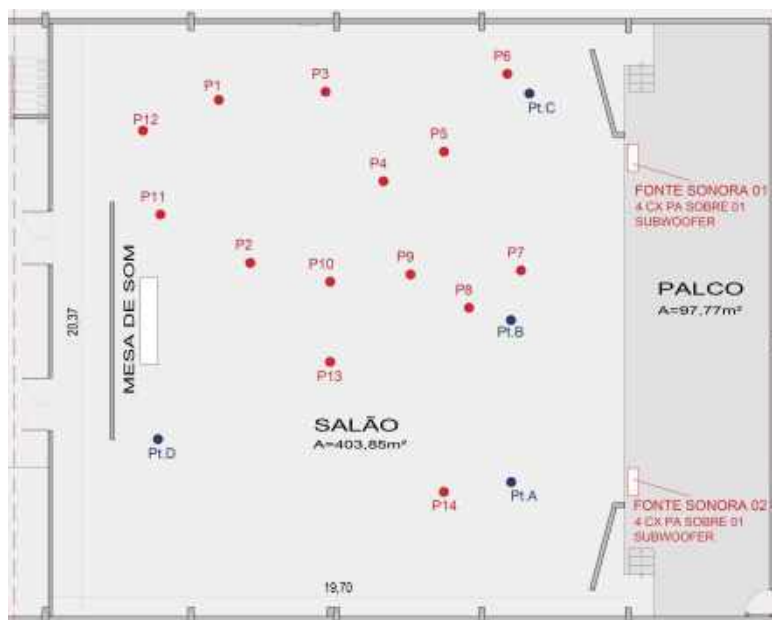 P6
P3
P1
Pt.C
P12
P5
P4
FONTE SONORA 01
4 CX PA SOBRE 01
SUBWOOFER
P11
P2
P10
P9
P7
PALCO
A=97,77m²
P8
Pt.B
MESA DE SOM
20,37
P13
SALÃO
A=403,85m²
Pt.D
Pt.A
P14
FONTE SONORA 02
4 CX PA SOBRE 01
SUBWOOFER
19,70